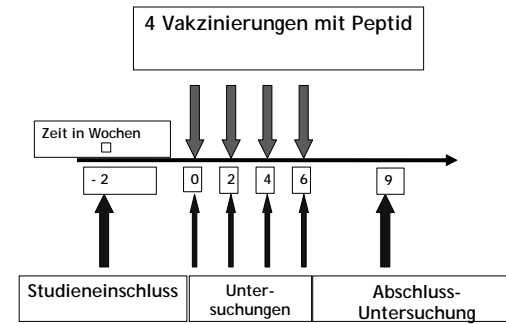 4 Vakzinierungen mit Peptid
Zeit in Wochen
- 2
0
2
4
6
9
Studieneinschluss
Unter-
suchungen
Abschluss-
Untersuchung